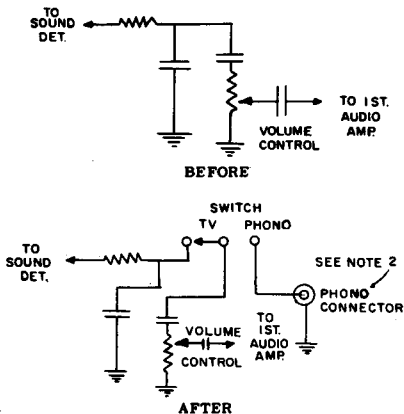 TO
SOUND
DET.
TO 1ST.
AUDIO
AMP.
VOLUME
CONTROL
BEFORE
SWITCH
TV PHONO
TO
SOUND
DET.
SEE NOTE 2
PHONO
CONNECTOR
VOLUME
CONTROL
TO
1ST.
AUDIO
AMP.
AFTER